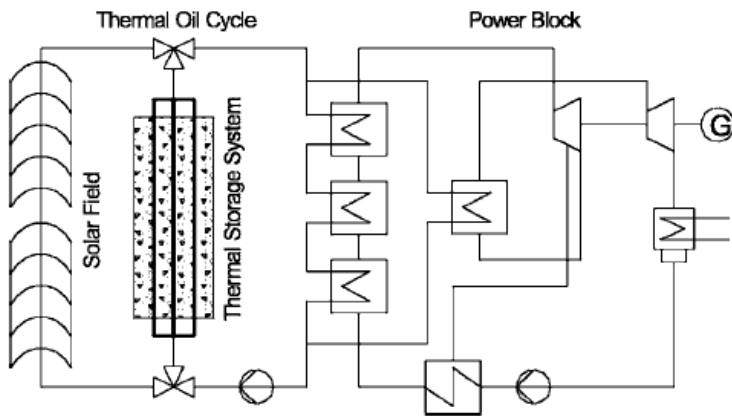 Thermal Oil Cycle
Power Block
Solar Field
Thermal Storage System
G